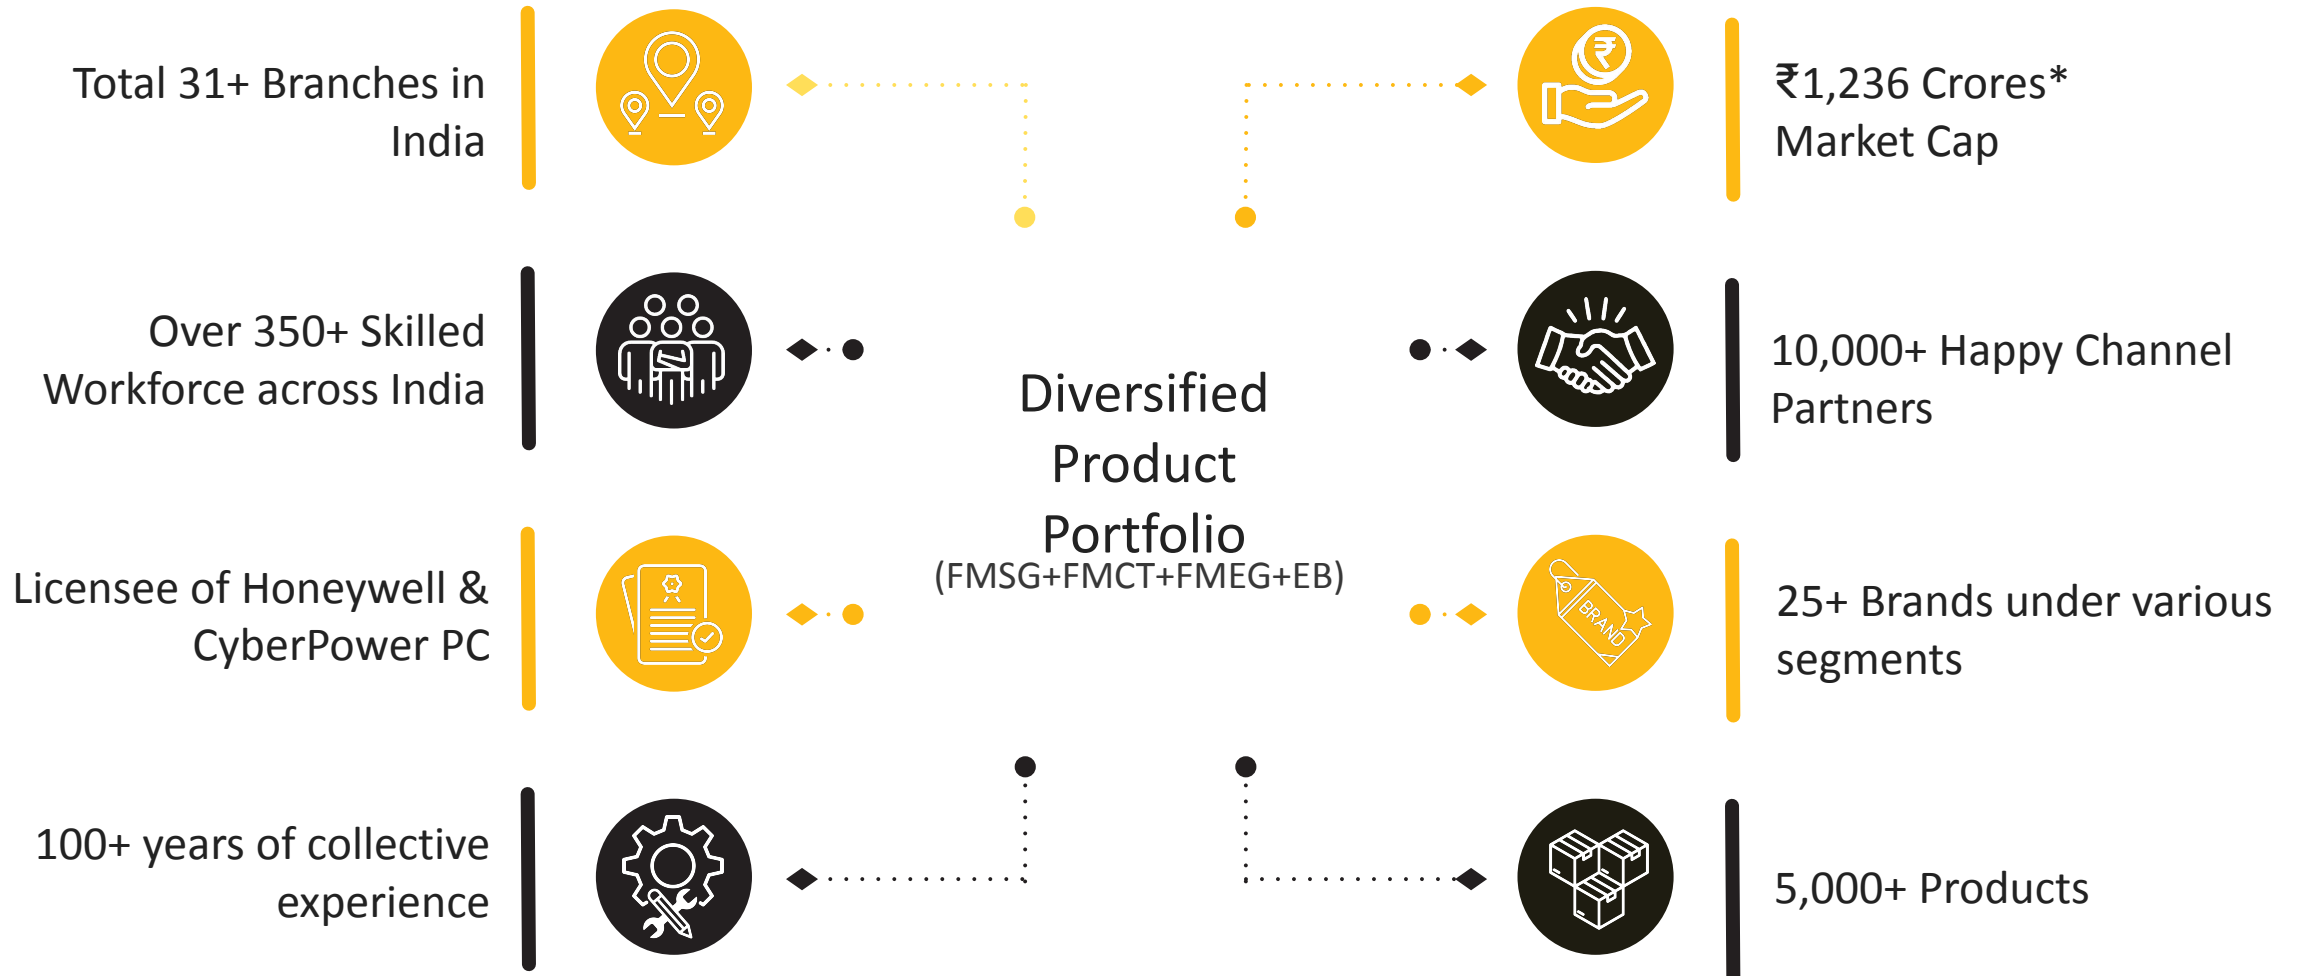 Total 31+ Branches in
India
₹1,236 Crores*
Market Cap
Over 350+ Skilled
Workforce across India
10,000+ Happy Channel
Partners
Diversified
Product
Portfolio
(FMSG+FMCT+FMEG+EB)
Licensee of Honeywell &
CyberPower PC
BRAND
25+ Brands under various
segments
100+ years of collective
experience
5,000+ Products